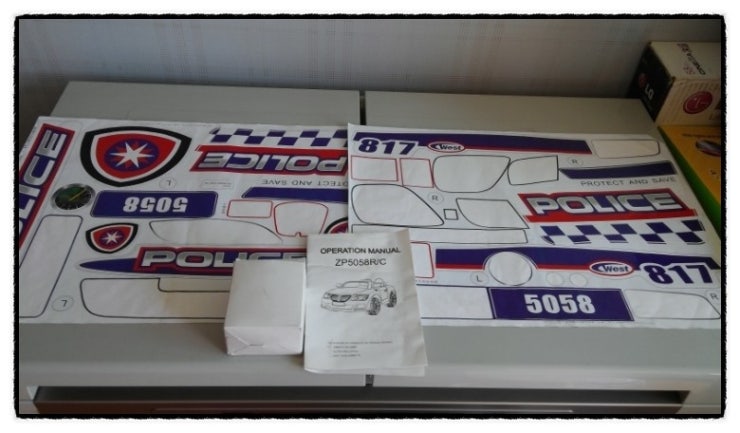 POLICE
POLICE
PROTECT AND SAVE
L
5058
POLICE
L
817
West
R
PROTECT AND SAVE
R
POLICE
L
West
817
5058
R
OPERATION MANUAL
ZP5058R/C
LG